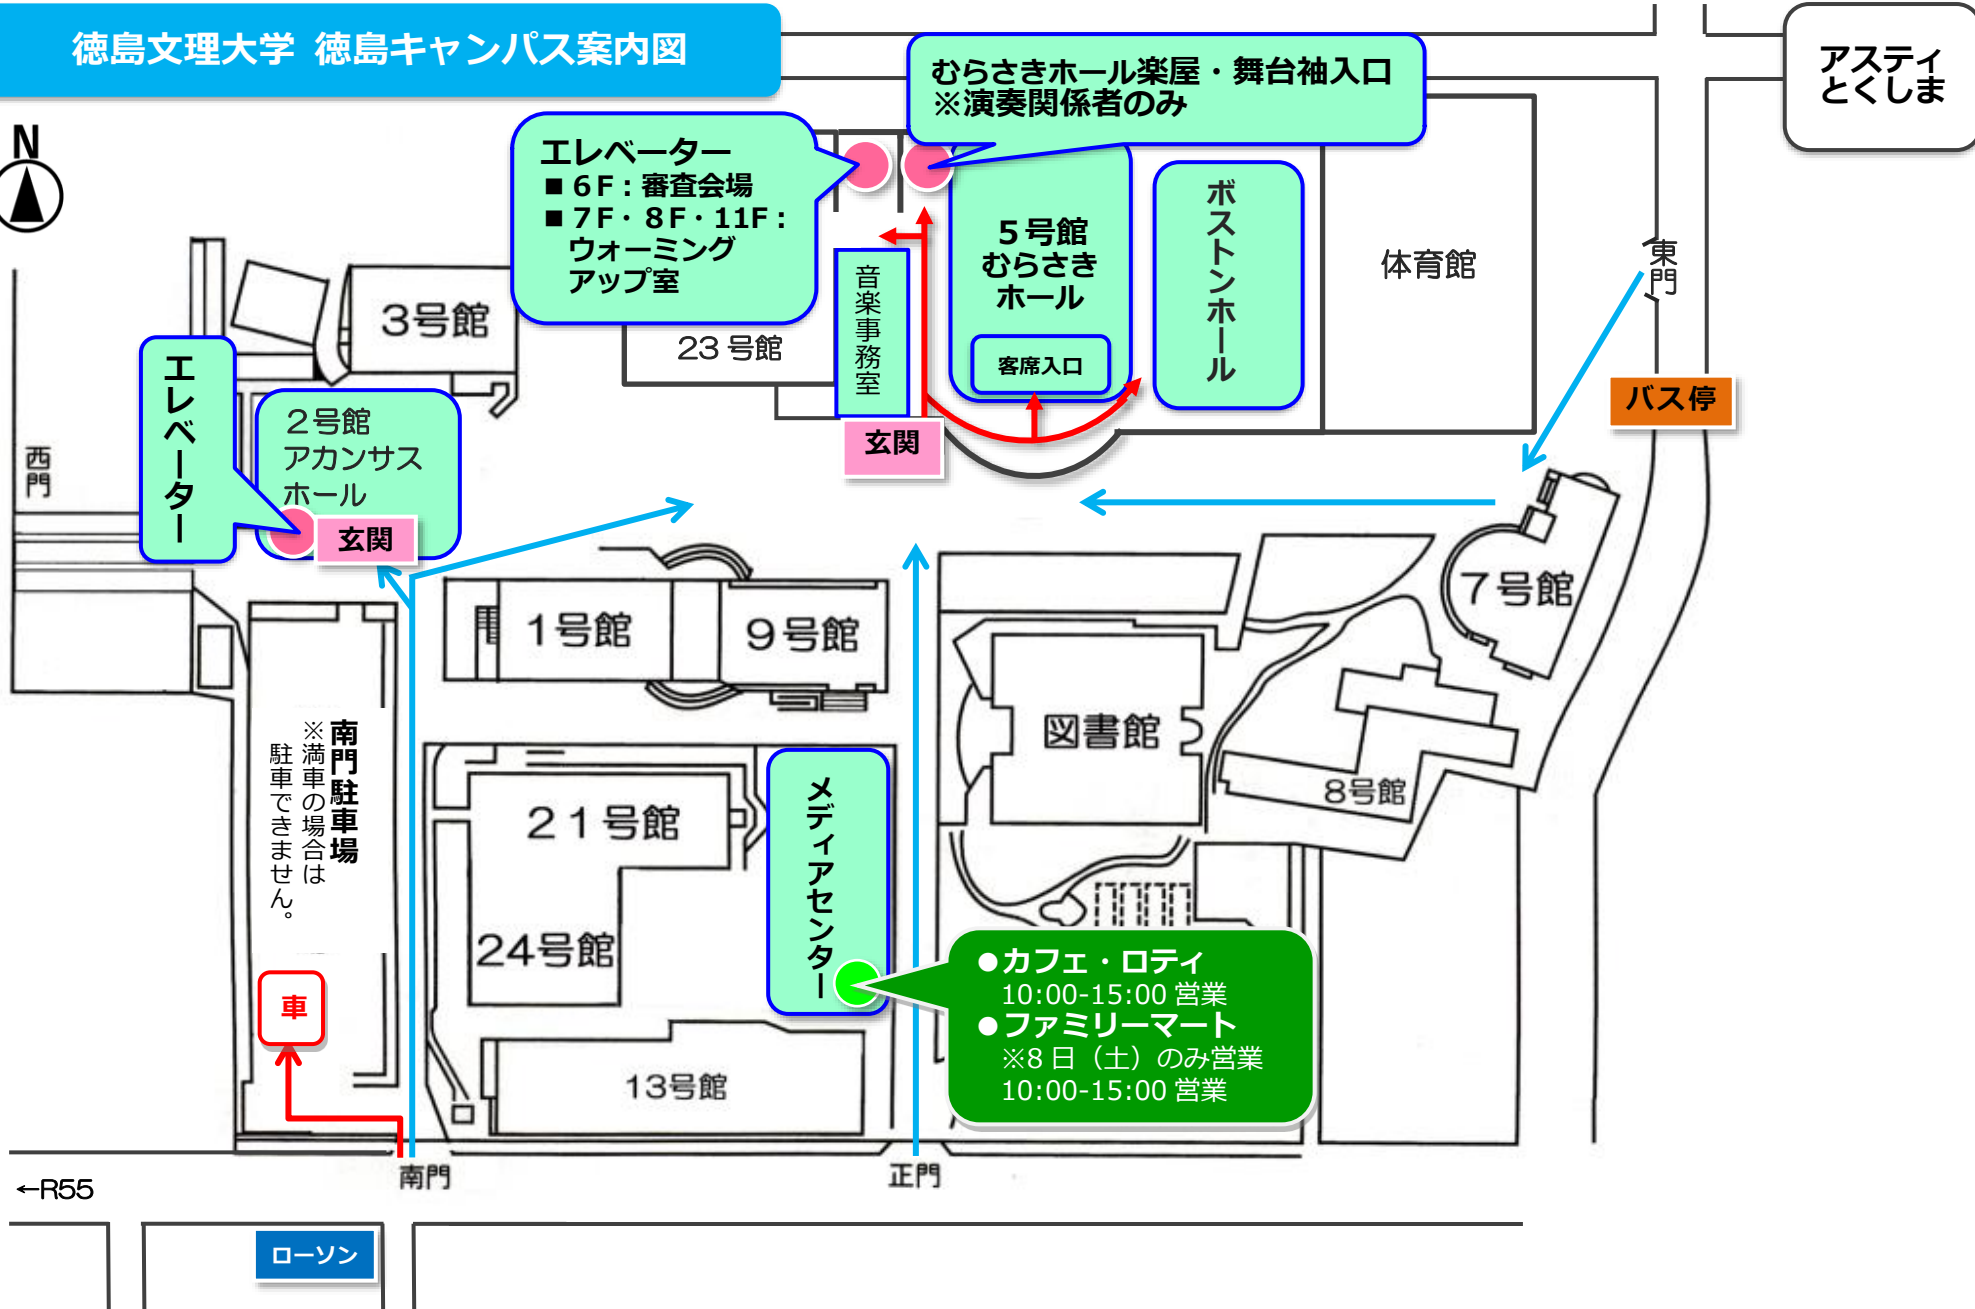 徳島文理大学 徳島キャンパス案内図
アスティ
とくしま
むらさきホール楽屋・舞台袖入口
※演奏関係者のみ
N
エレベーター
■ 6F：審査会場
■ 7F・8F・11F：
ウォーミング
アップ室
5号館
むらさき
ホール
客席入口
ボストンホール
体育館
東門
音楽事務室
23号館
3号館
エレベーター
2号館
アカンサス
ホール
玄関
玄関
バス停
西門
7号館
1号館
9号館
図書館
8号館
南門駐車場
※満車の場合は
駐車できません。
21号館
24号館
メディアセンター
●カフェ・ロティ
10:00-15:00 営業
●ファミリーマート
※8日（土）のみ営業
10:00-15:00 営業
車
13号館
南門
正門
←R55
ローソン